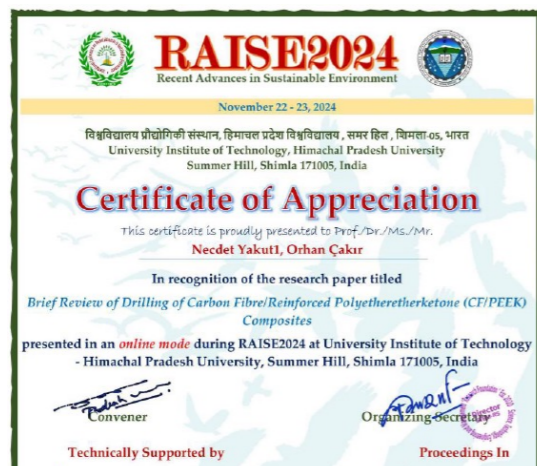 RAISE2024
Recent Advances in Sustainable Environment
November 22 - 23, 2024
विश्वविद्यालय प्रौद्योगिकी संस्थान, हिमाचल प्रदेश विश्वविद्यालय , समर हिल , शिमला-05, भारत
University Institute of Technology, Himachal Pradesh University
Summer Hill, Shimla 171005, India
Certificate of Appreciation
This certificate is proudly presented to Prof./Dr./Ms./Mr.
Necdet Yakut1, Orhan Çakır
In recognition of the research paper titled
Brief Review of Drilling of Carbon Fibre/Reinforced Polyetheretherketone (CF/PEEK)
Composites
presented in an online mode during RAISE2024 at University Institute of Technology
- Himachal Pradesh University, Summer Hill, Shimla 171005, India
Convener
Organizing Secretary
Director
Technically Supported by
Proceedings In